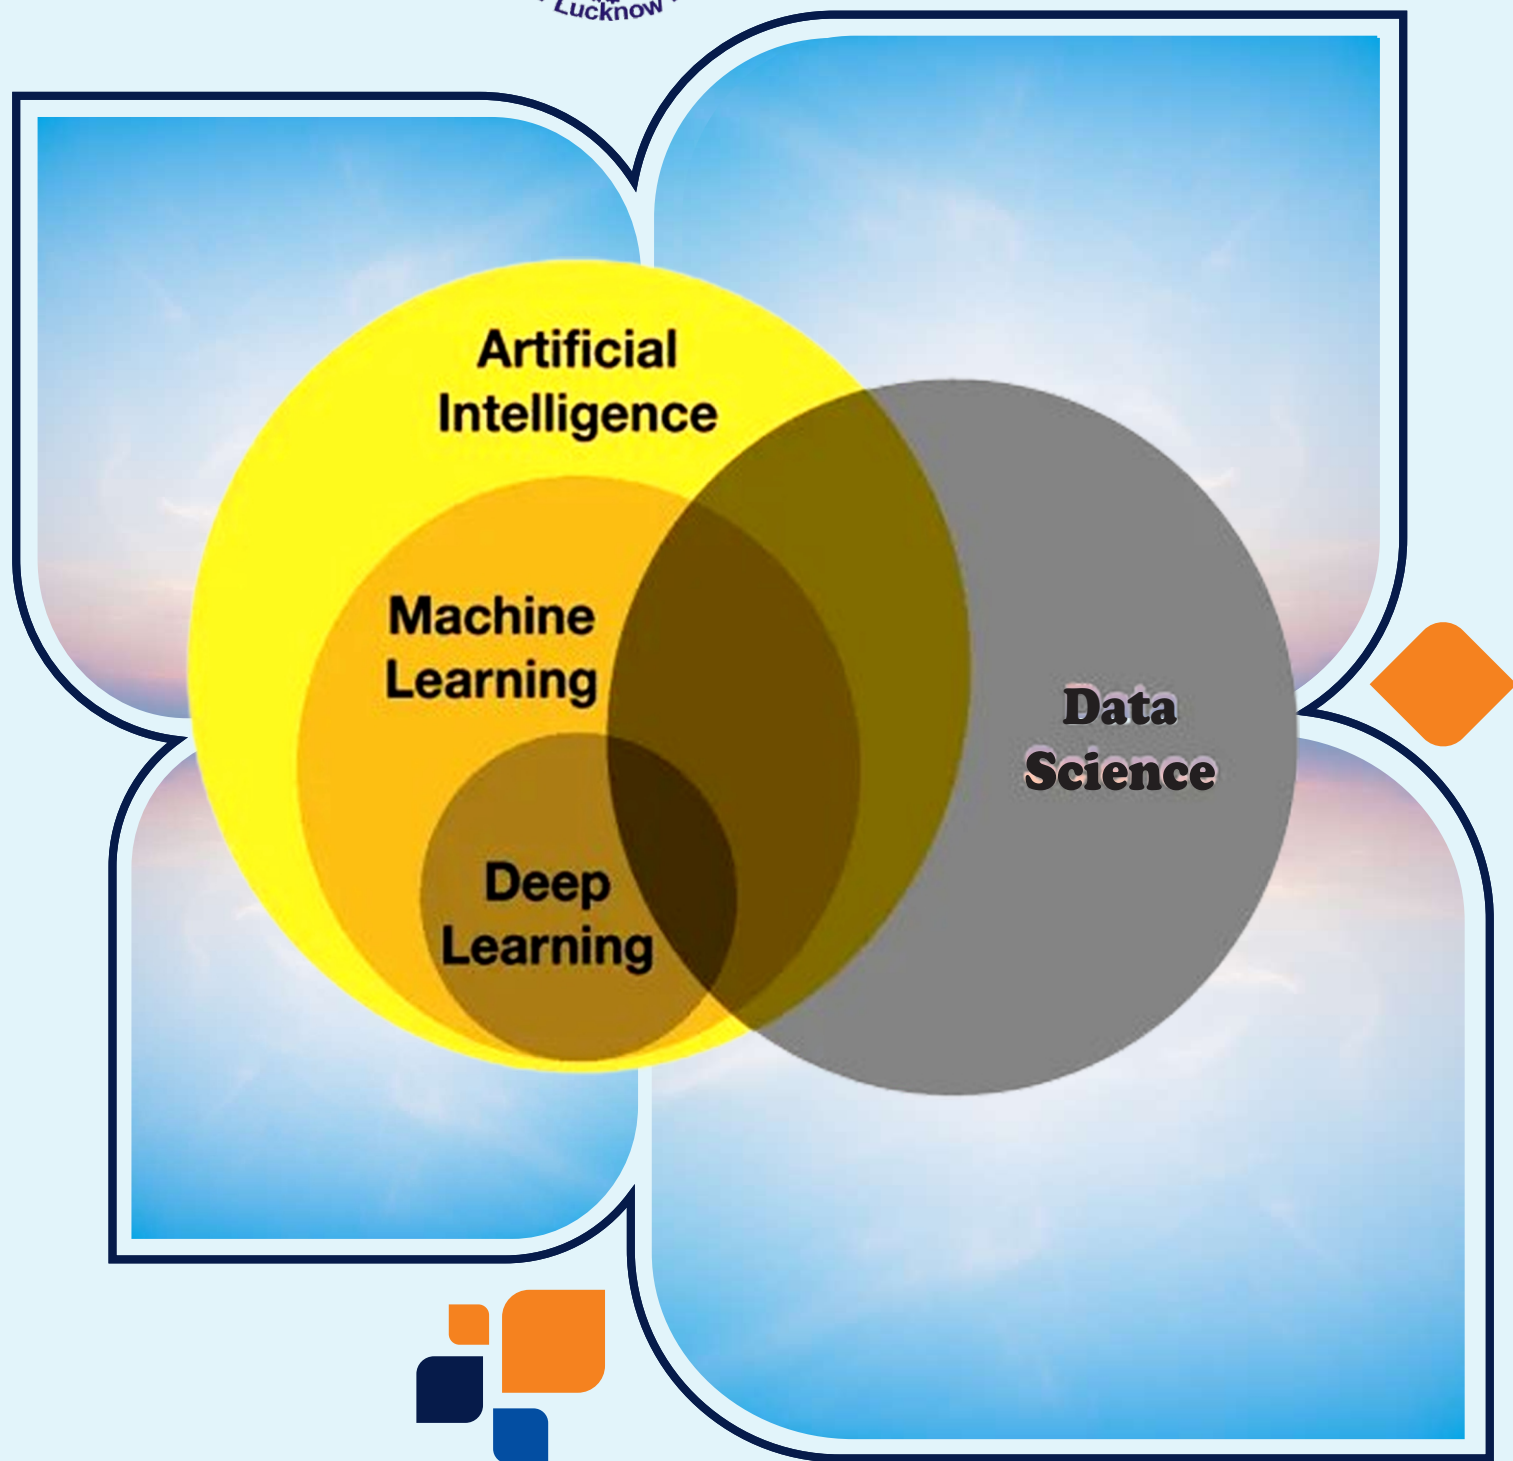 Lucknow
Artificial
Intelligence
Machine
Learning
Data
Science
Deep
Learning